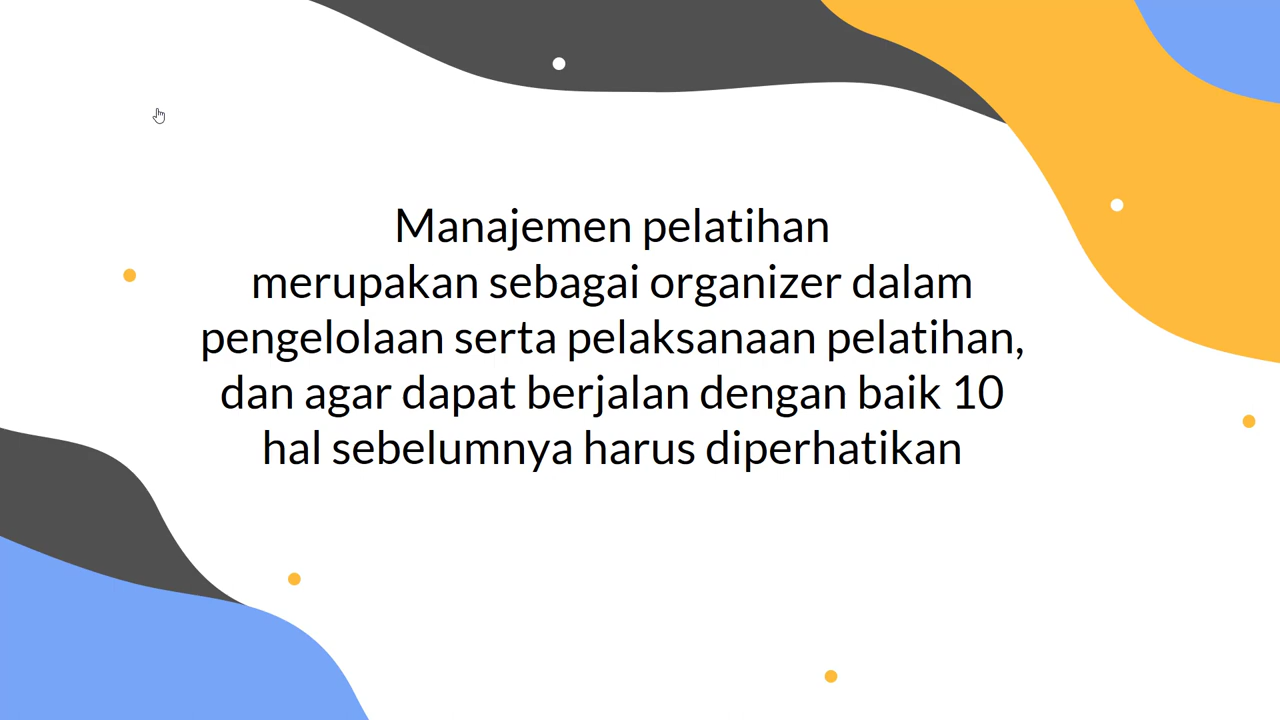 Manajemen pelatihan
merupakan sebagai organizer dalam
pengelolaan serta pelaksanaan pelatihan,
dan agar dapat berjalan dengan baik 10
hal sebelumnya harus diperhatikan